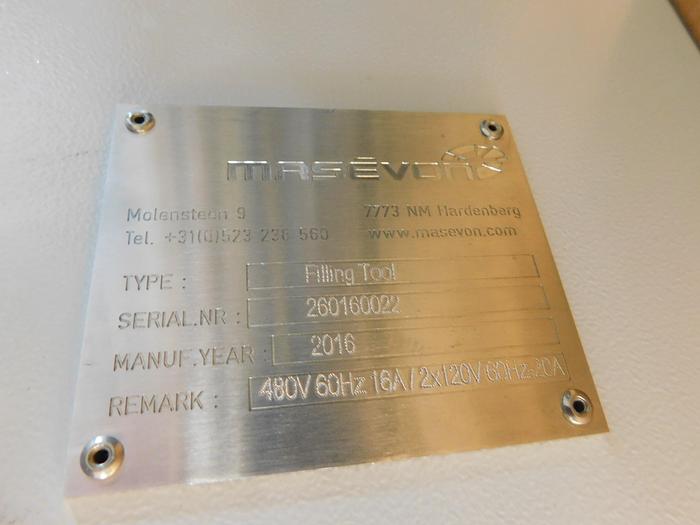 MASĒVON
Molensteen 9 7773 NM Hardenberg
Tel. +31(0)523 238 560 www.masevon.com
TYPE : Filling Tool
SERIAL.NR : 260160022
MANUF.YEAR : 2016
REMARK : 480V 60Hz 16A / 2x120V 60Hz-20A